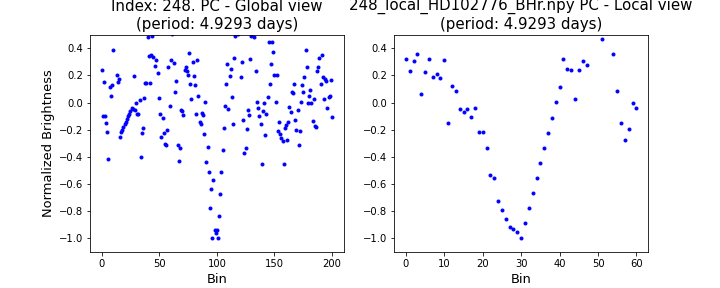 Index: 248. PC - Global view
(period: 4.9293 days)
248_local_HD102776_BHr.npy PC - Local view
(period: 4.9293 days)
Normalized Brightness
0.4
0.2
0.0
−0.2
−0.4
−0.6
−0.8
−1.0
0 50 100 150 200
Bin
0.4
0.2
0.0
−0.2
−0.4
−0.6
−0.8
−1.0
0 10 20 30 40 50 60
Bin